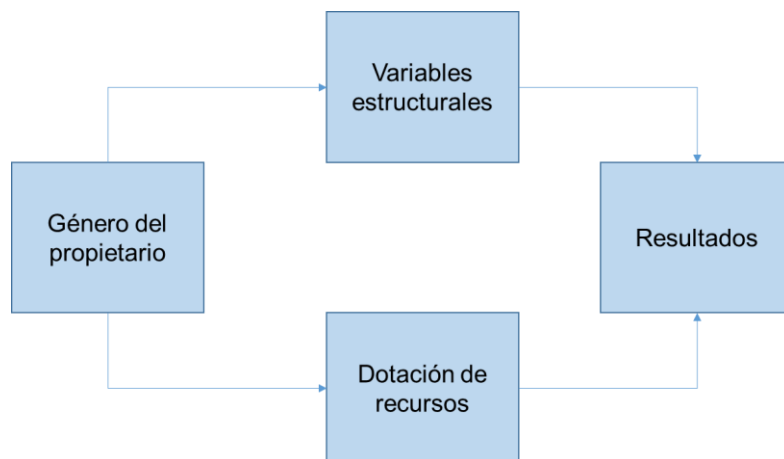 Variables
estructurales
Género del
propietario
Resultados
Dotación de
recursos